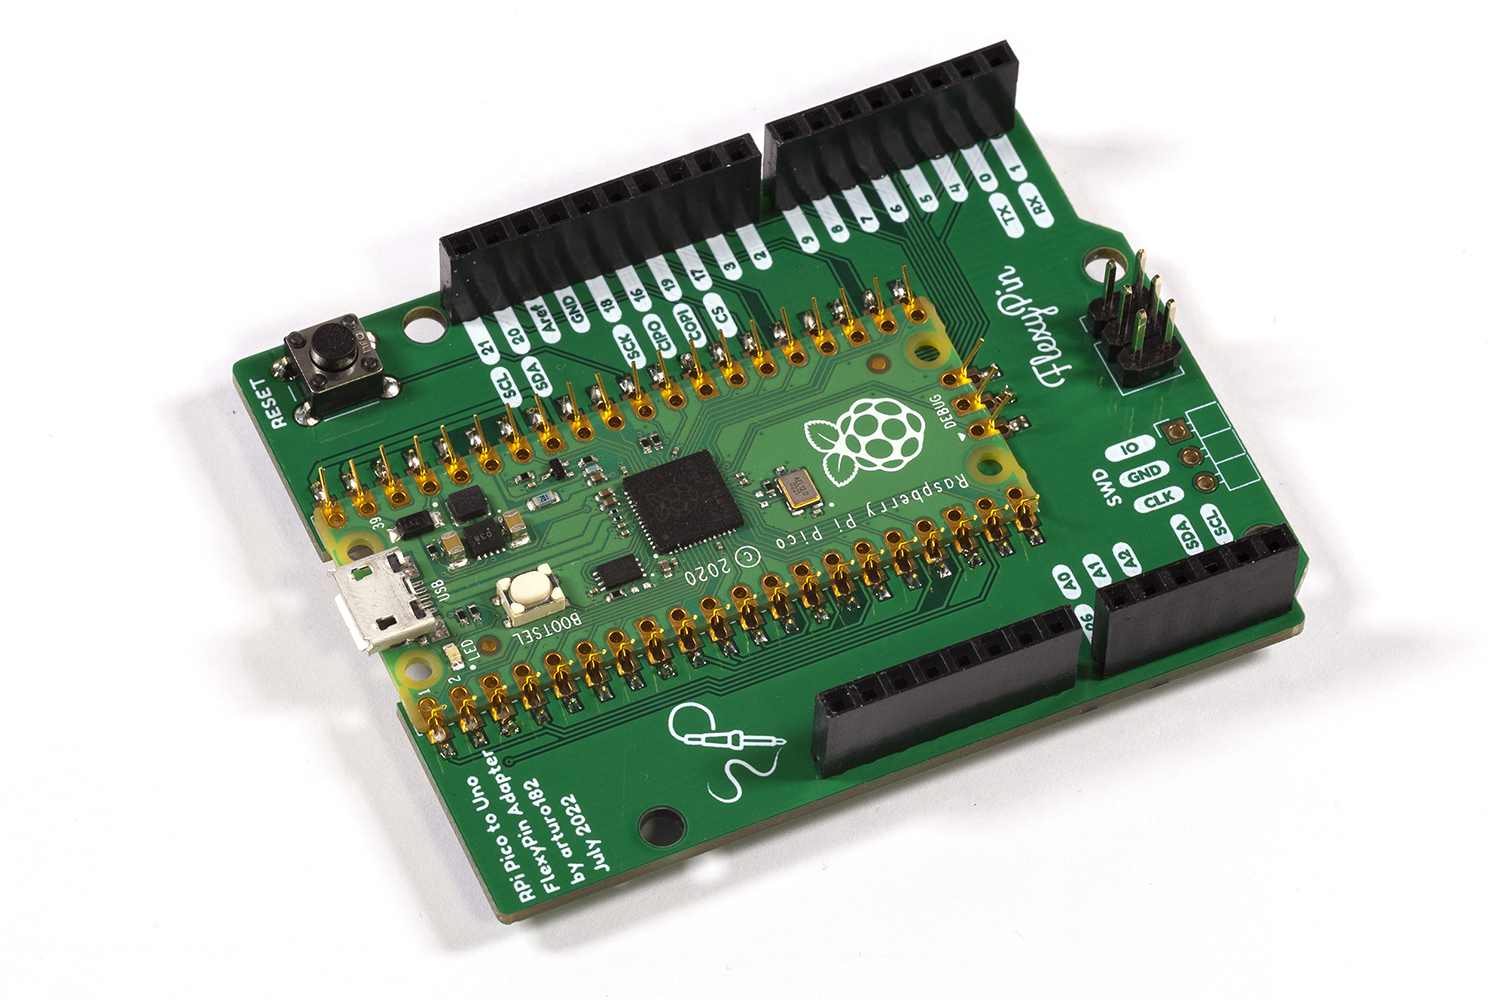 RESET
SCL 21
SDA 20
Aref
GND
SCK 18
CIPO 16
COPI 19
CS 17
3
2
9
8
7
6
5
4
TX 0
RX 1
FlexyPin
SWD
IO
GND
CLK
SDA
SCL
A0
A1
A2
DEBUG
Raspberry Pi Pico © 2020
BOOTSEL
USB
LED
39
1
2
RPi Pico to Uno
FlexyPin Adapter
by arturo182
July 2022